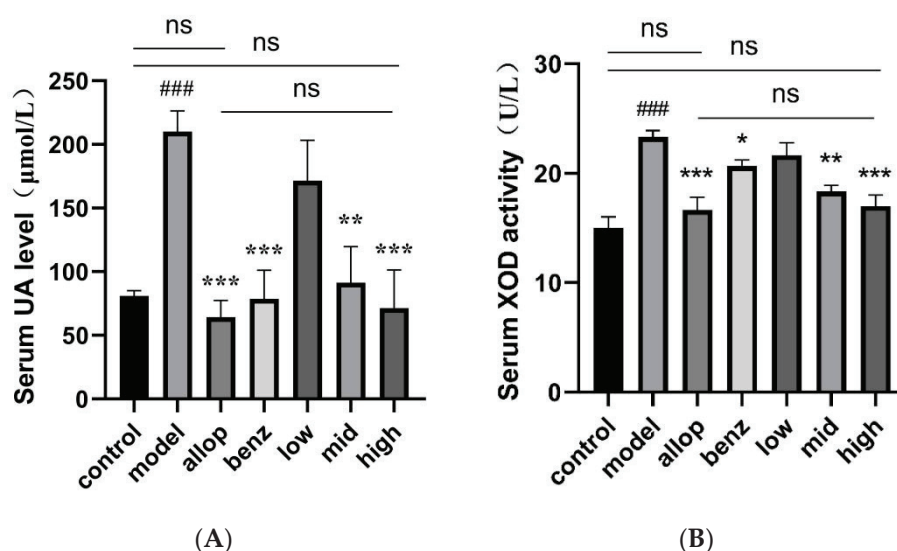 ns
ns
ns
###
***
***
**
***
250
200
150
100
50
0
Serum UA level（μmol/L）
control
model
allop
benz
low
mid
high
(A)
ns
ns
ns
###
***
*
**
***
30
20
10
0
Serum XOD activity（U/L）
control
model
allop
benz
low
mid
high
(B)